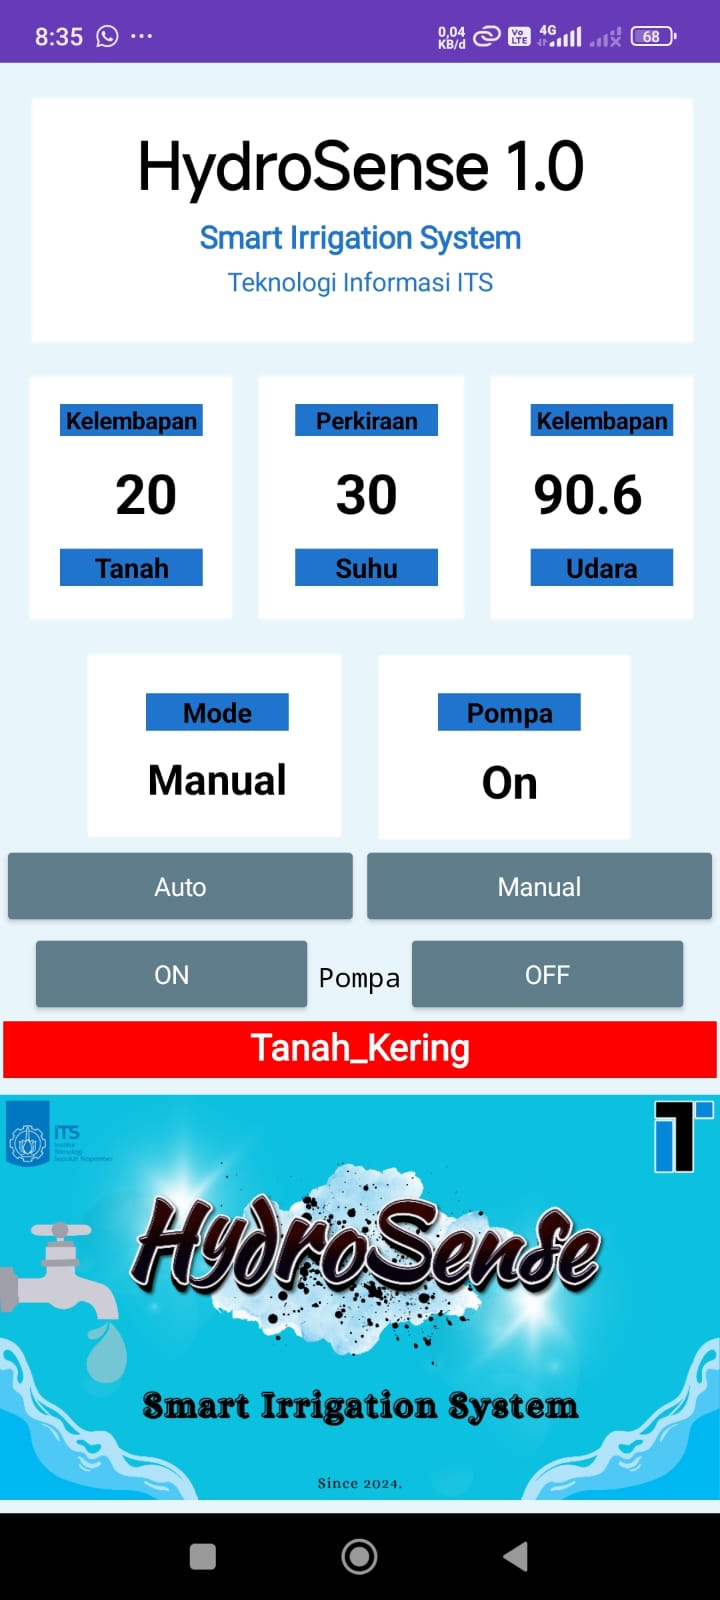 8:35
0,04
KB/d
Vo
LTE
4G
68
HydroSense 1.0
Smart Irrigation System
Teknologi Informasi ITS
Kelembapan
20
Tanah
Perkiraan
30
Suhu
Kelembapan
90.6
Udara
Mode
Manual
Pompa
On
Auto
Manual
ON
Pompa
OFF
Tanah_Kering
ITS
Institut
Teknologi
Sepuluh Nopember
HydroSense
Smart Irrigation System
Since 2024.